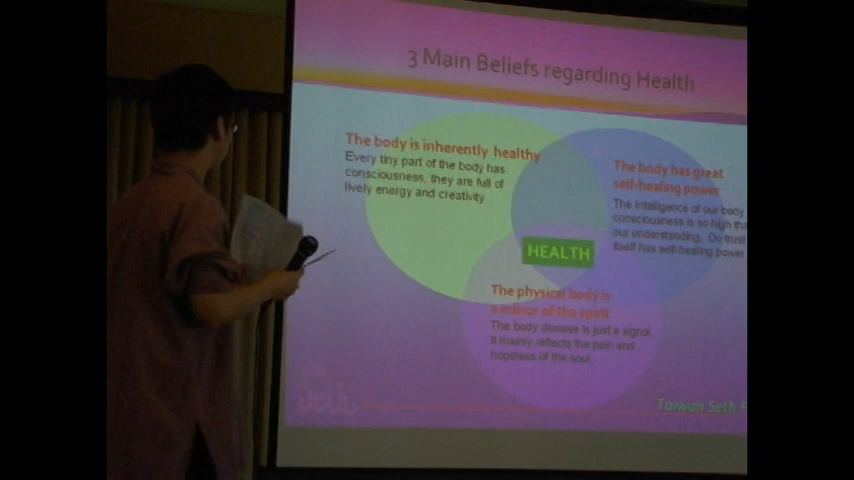 3 Main Beliefs regarding Health
The body is inherently healthy
Every tiny part of the body has
consciousness, they are full of
lively energy and creativity
The body has great
self-healing power
The intelligence of our body
consciousness is so high tha
our understanding. Do trust
itself has self-healing power
HEALTH
The physical body is
a mirror of the spirit
The body disease is just a signal,
it mainly reflects the pain and
hopeless of the soul.
Seth
Taiwan Seth F